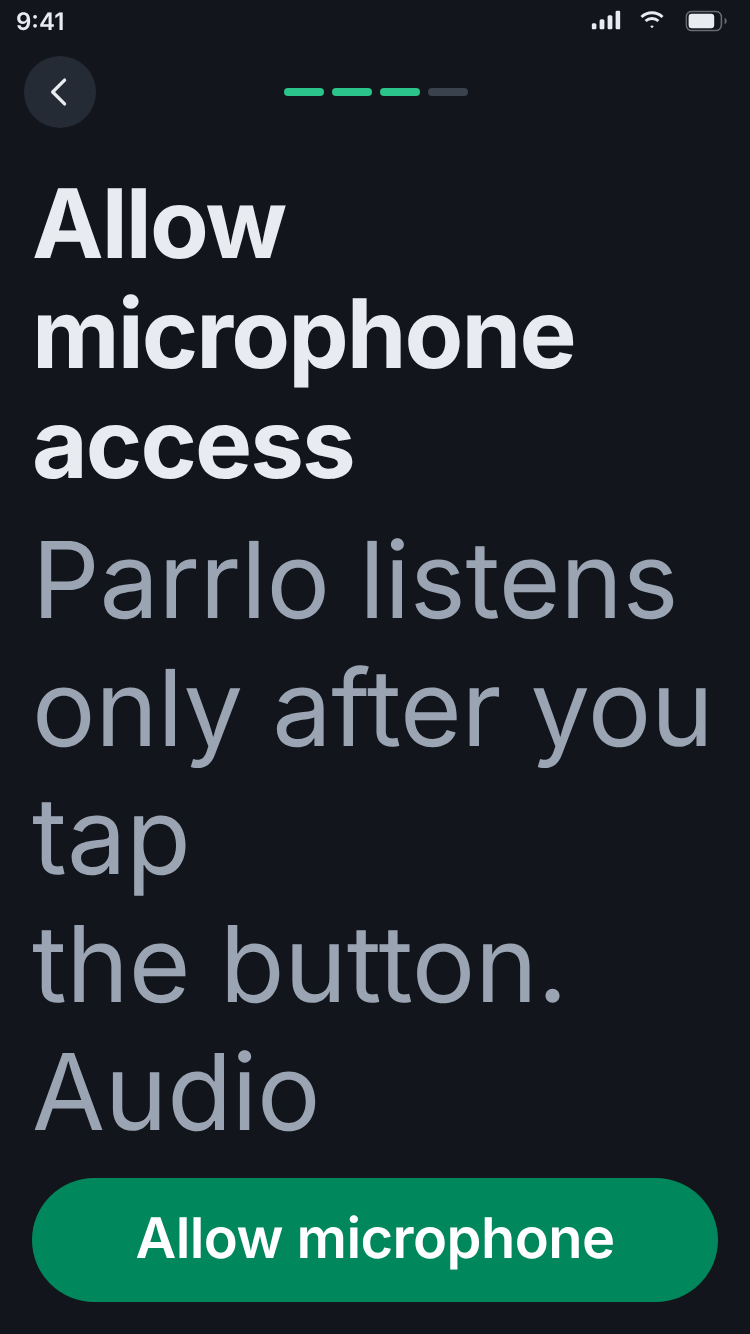 9:41
Allow
microphone
access
Parrlo listens
only after you
tap
the button.
Audio
Allow microphone